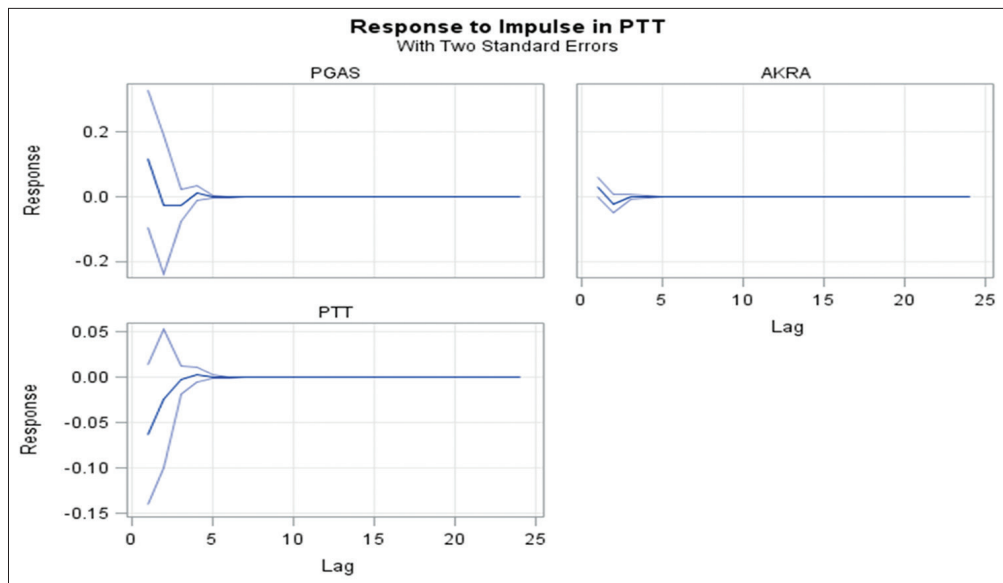 Response to Impulse in PTT
With Two Standard Errors
PGAS
AKRA
Response
0.2
0.0
-0.2
0 5 10 15 20 25
Lag
PTT
Response
0.05
0.00
-0.05
-0.10
-0.15
0 5 10 15 20 25
Lag